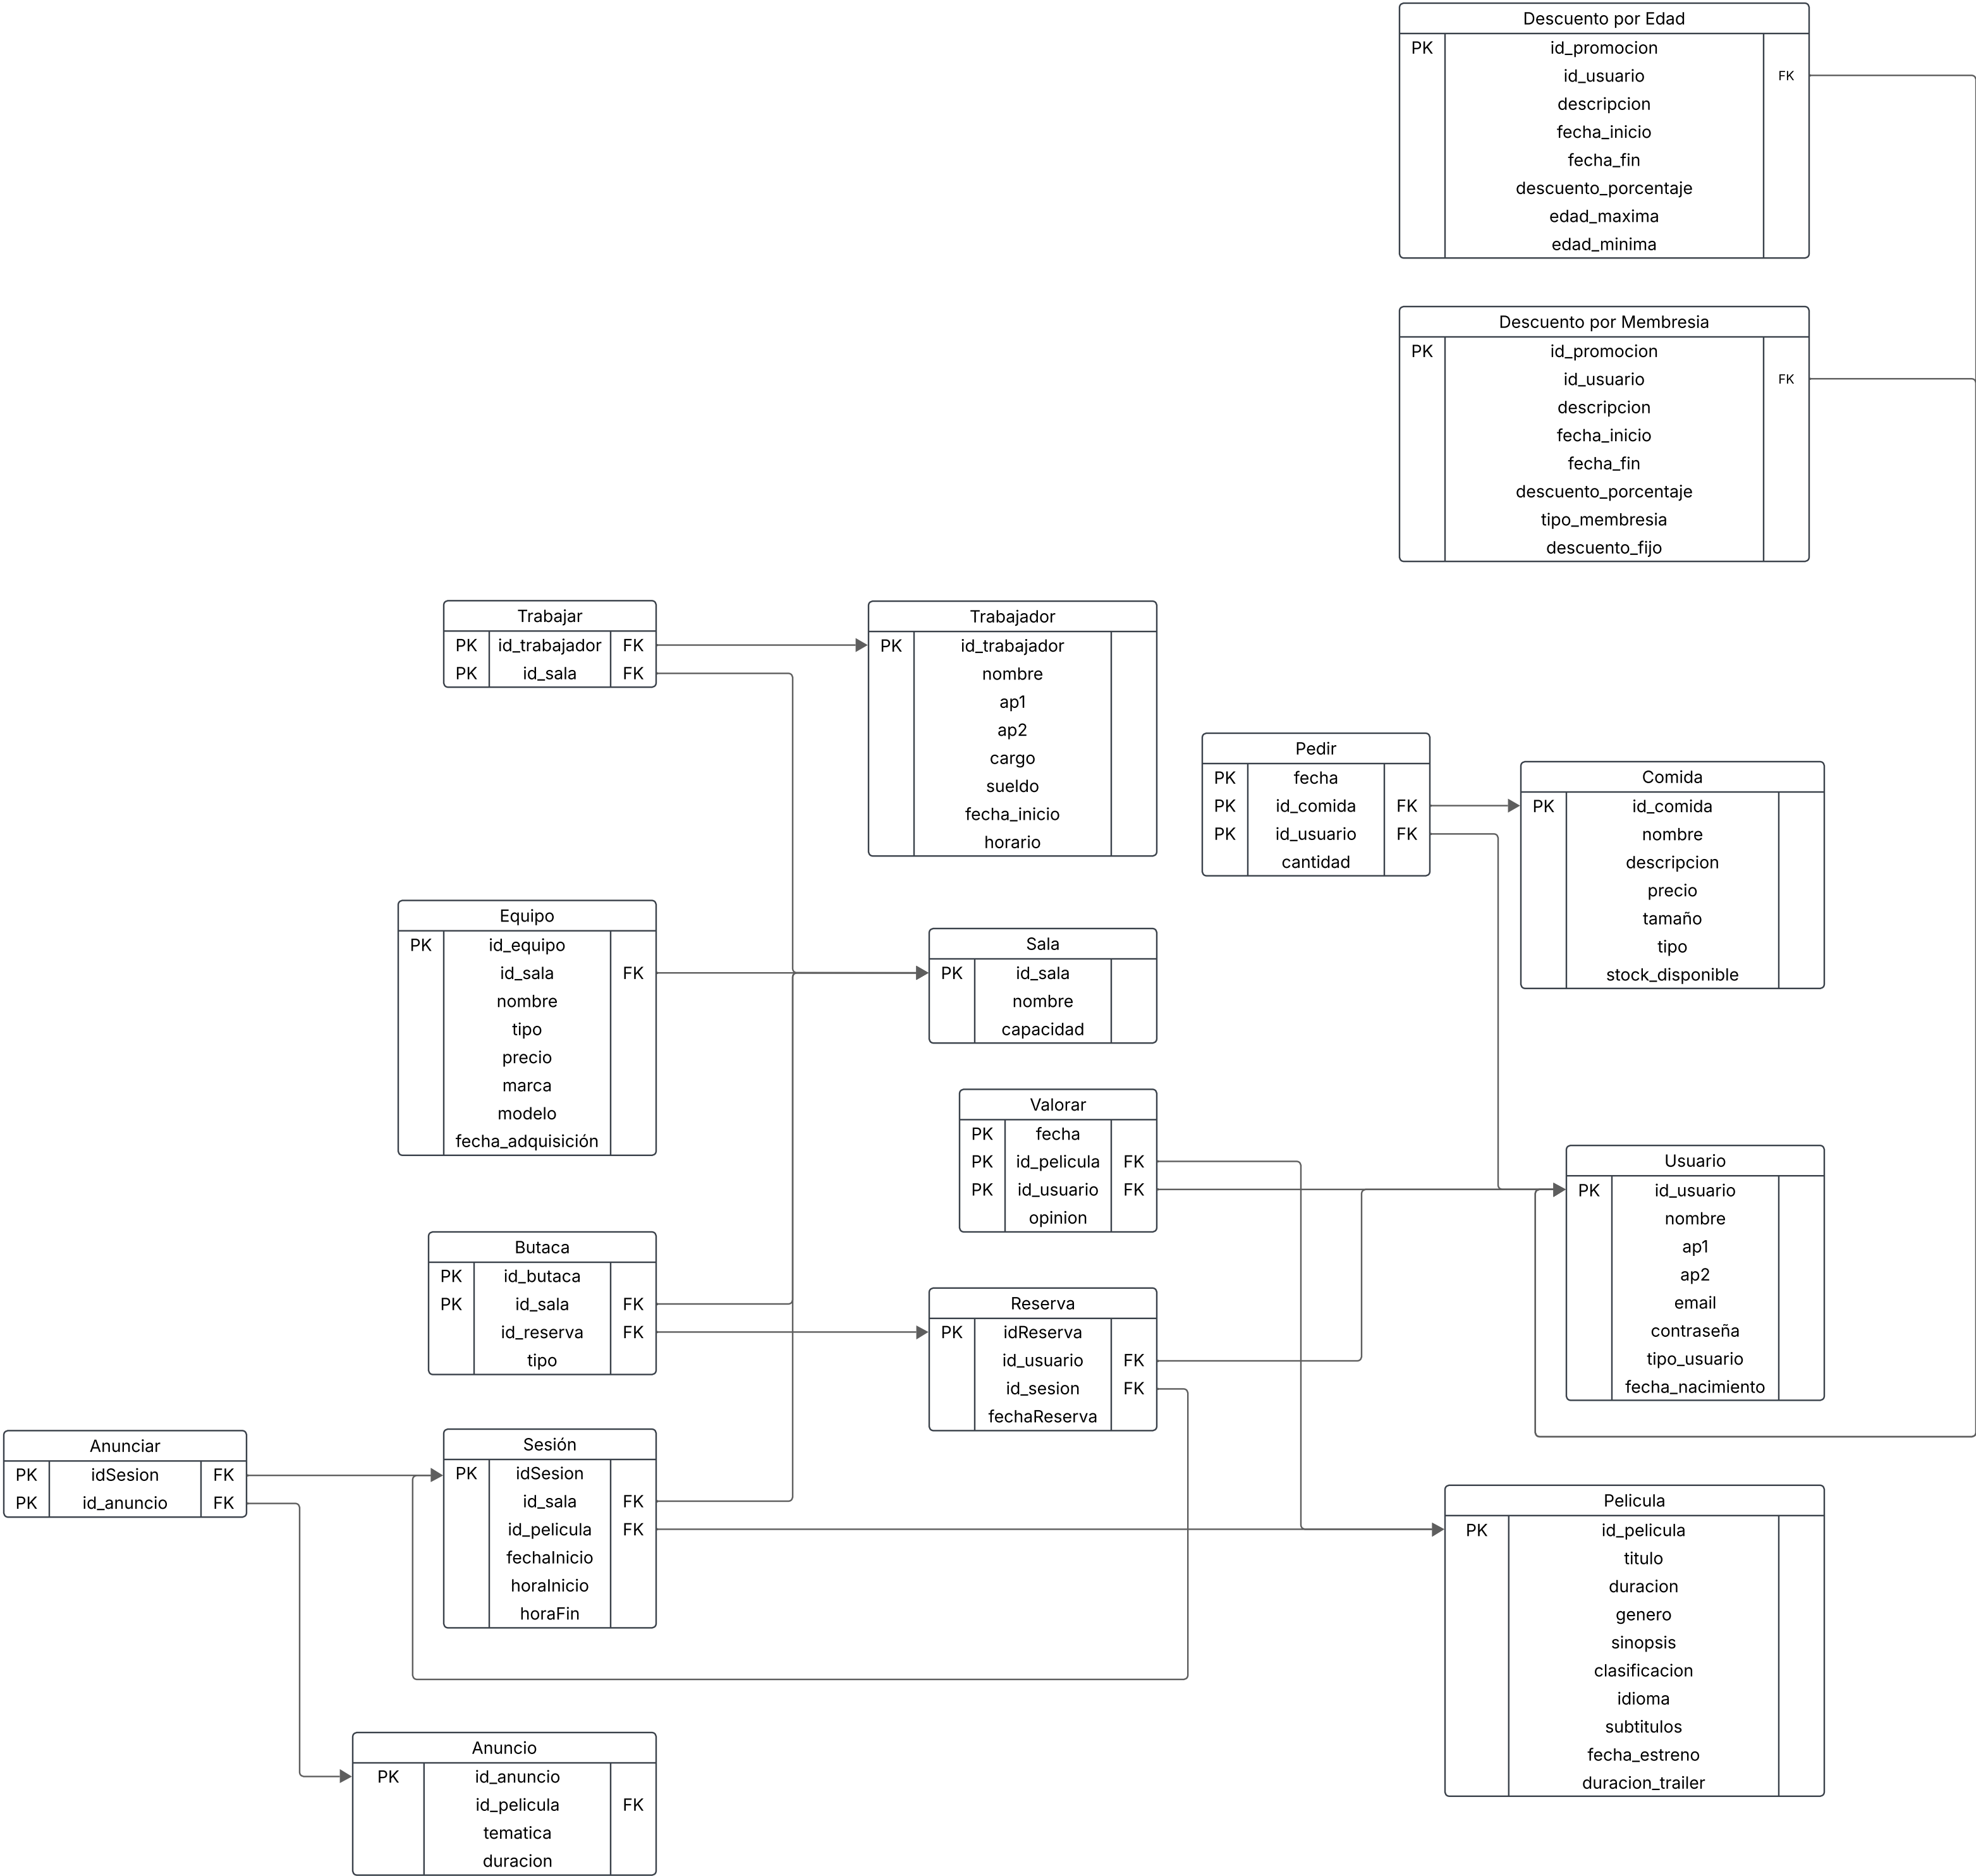 Descuento por Edad
PK id_promocion
id_usuario FK
descripcion
fecha_inicio
fecha_fin
descuento_porcentaje
edad_maxima
edad_minima
Descuento por Membresia
PK id_promocion
id_usuario FK
descripcion
fecha_inicio
fecha_fin
descuento_porcentaje
tipo_membresia
descuento_fijo
Trabajar
PK id_trabajador FK
PK id_sala FK
Trabajador
PK id_trabajador
nombre
ap1
ap2
cargo
sueldo
fecha_inicio
horario
Pedir
PK fecha
PK id_comida FK
PK id_usuario FK
cantidad
Comida
PK id_comida
nombre
descripcion
precio
tamaño
tipo
stock_disponible
Equipo
PK id_equipo
id_sala FK
nombre
tipo
precio
marca
modelo
fecha_adquisición
Sala
PK id_sala
nombre
capacidad
Valorar
PK fecha
PK id_pelicula FK
PK id_usuario FK
opinion
Usuario
PK id_usuario
nombre
ap1
ap2
email
contraseña
tipo_usuario
fecha_nacimiento
Butaca
PK id_butaca
PK id_sala FK
id_reserva FK
tipo
Reserva
PK idReserva
id_usuario FK
id_sesion FK
fechaReserva
Anunciar
PK idSesion FK
PK id_anuncio FK
Sesión
PK idSesion
id_sala FK
id_pelicula FK
fechaInicio
horaInicio
horaFin
Pelicula
PK id_pelicula
titulo
duracion
genero
sinopsis
clasificacion
idioma
subtitulos
fecha_estreno
duracion_trailer
Anuncio
PK id_anuncio
id_pelicula FK
tematica
duracion